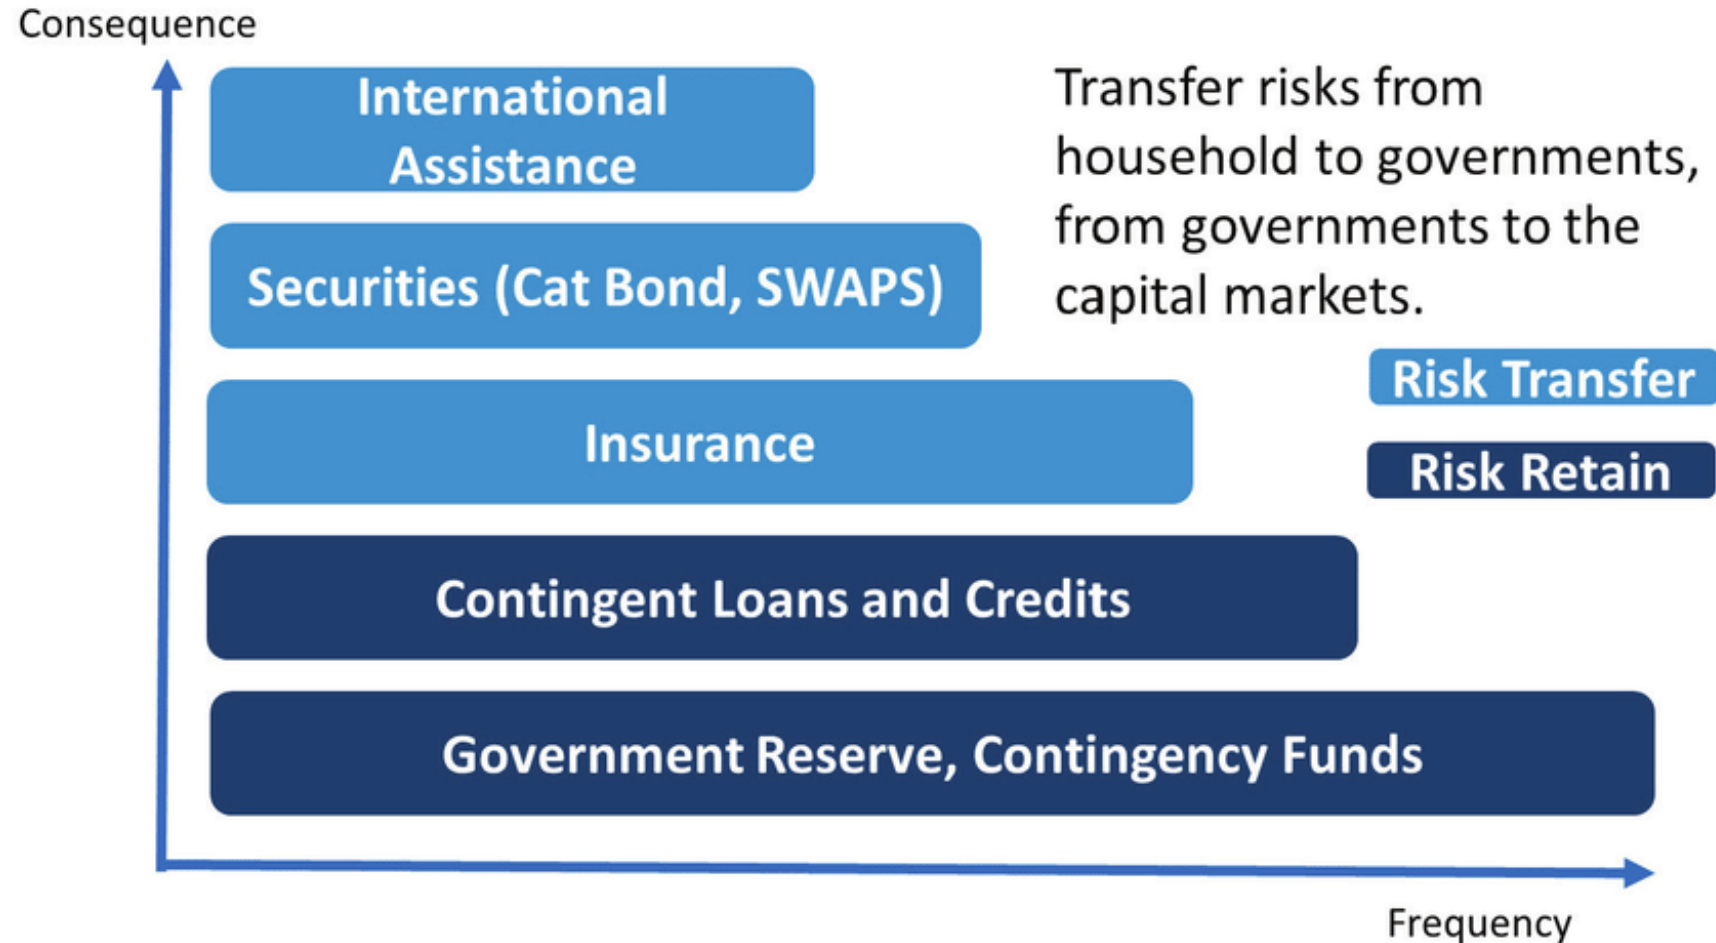 Consequence
International
Assistance
Transfer risks from
household to governments,
from governments to the
capital markets.
Securities (Cat Bond, SWAPS)
Risk Transfer
Insurance
Risk Retain
Contingent Loans and Credits
Government Reserve, Contingency Funds
Frequency